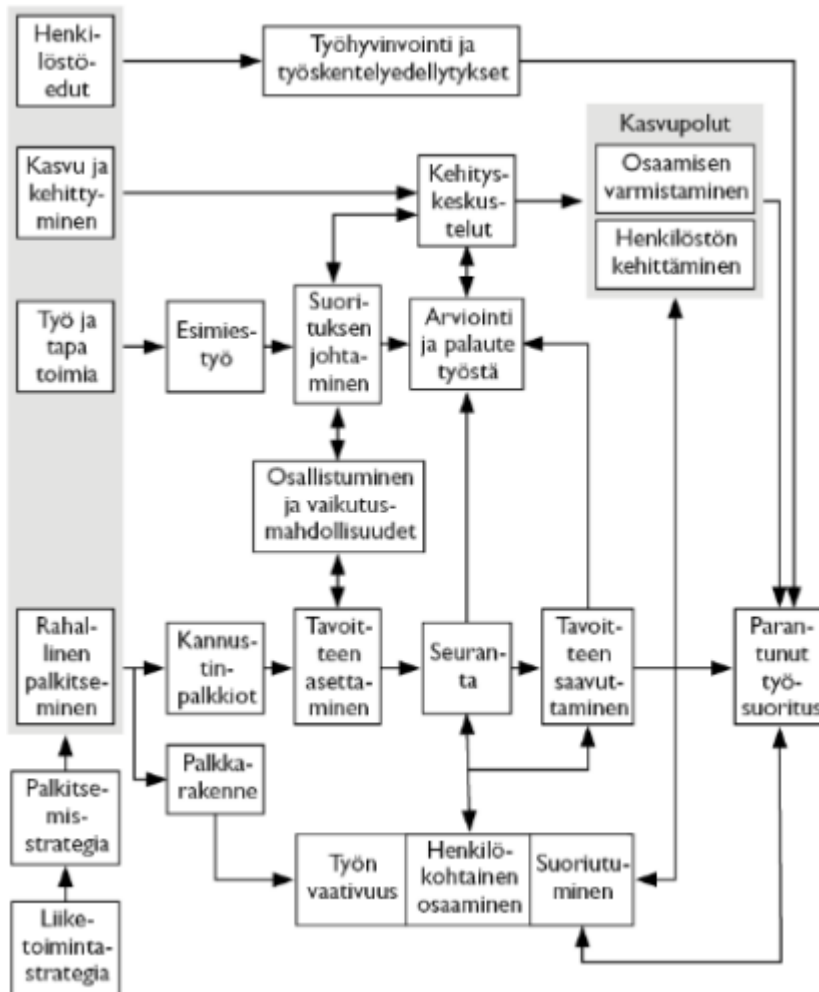 Henki-
löstö-
edut
Työhyvinvointi ja
työskentelyedellytykset
Kasvupolut
Osaamisen
varmistaminen
Henkilöstön
kehittäminen
Kasvu ja
kehitty-
minen
Kehitys-
keskus-
telut
Työ ja
tapa
toimia
Esimies-
työ
Suori-
tuksen
johta-
minen
Arviointi
ja palaute
työstä
Osallistuminen
ja vaikutus-
mahdollisuudet
Rahal-
linen
palkitse-
minen
Kannus-
tin-
palkkiot
Tavoit-
teen
asetta-
minen
Seuran-
ta
Tavoit-
teen
saavut-
taminen
Paran-
tunut
työ-
suoritus
Palkitse-
mis-
strategia
Palkka-
rakenne
Työn
vaativuus
Henkilö-
kohtainen
osaaminen
Suoriutu-
minen
Liike-
toiminta-
strategia